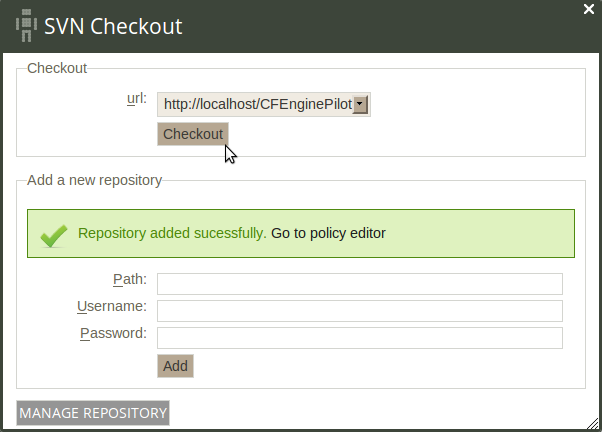 SVN Checkout
Checkout
url: http://localhost/CFEnginePilot
Checkout
Add a new repository
Repository added sucessfully. Go to policy editor
Path:
Username:
Password:
Add
MANAGE REPOSITORY